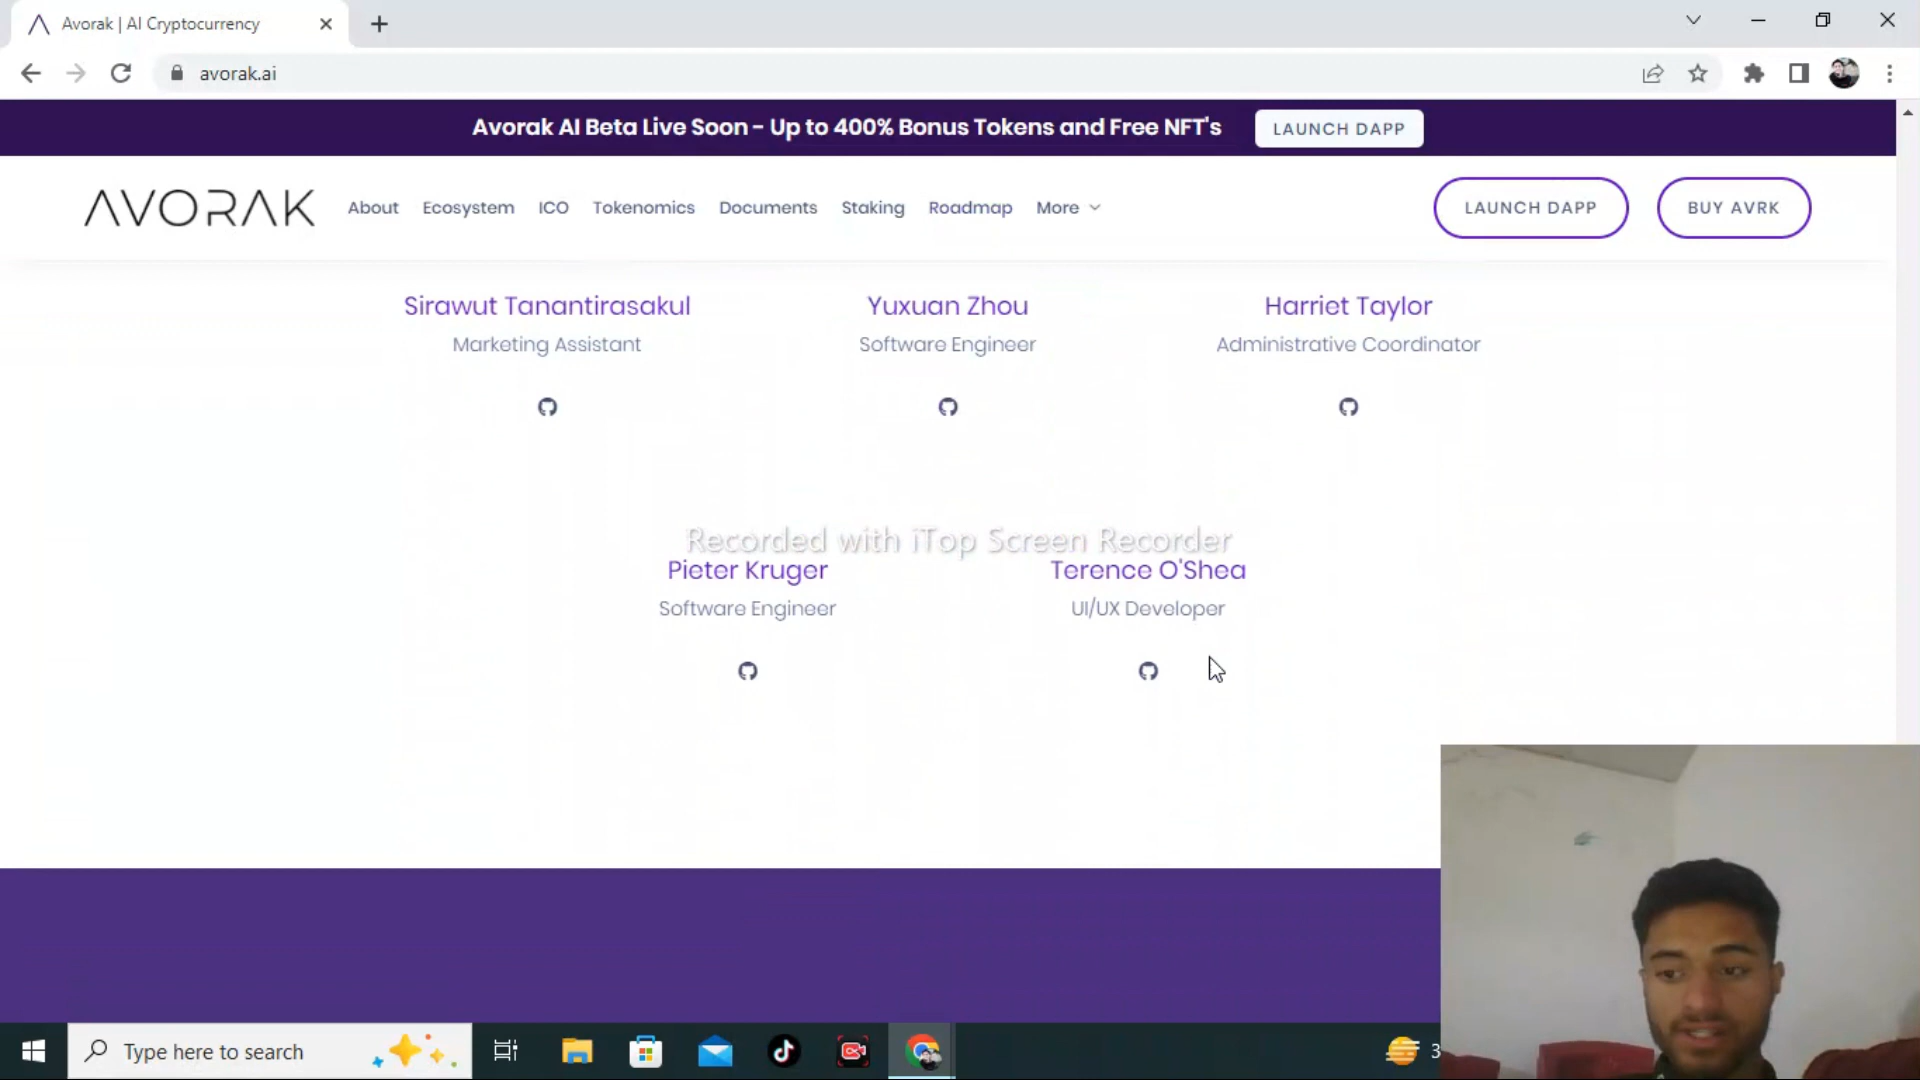 Avorak | AI Cryptocurrency
avorak.ai
Avorak AI Beta Live Soon - Up to 400% Bonus Tokens and Free NFT's LAUNCH DAPP
AVORAK About Ecosystem ICO Tokenomics Documents Staking Roadmap More LAUNCH DAPP BUY AVRK
Sirawut Tanantirasakul Yuxuan Zhou Harriet Taylor
Marketing Assistant Software Engineer Administrative Coordinator
Recorded with iTop Screen Recorder
Pieter Kruger Terence O'Shea
Software Engineer UI/UX Developer
Type here to search 3